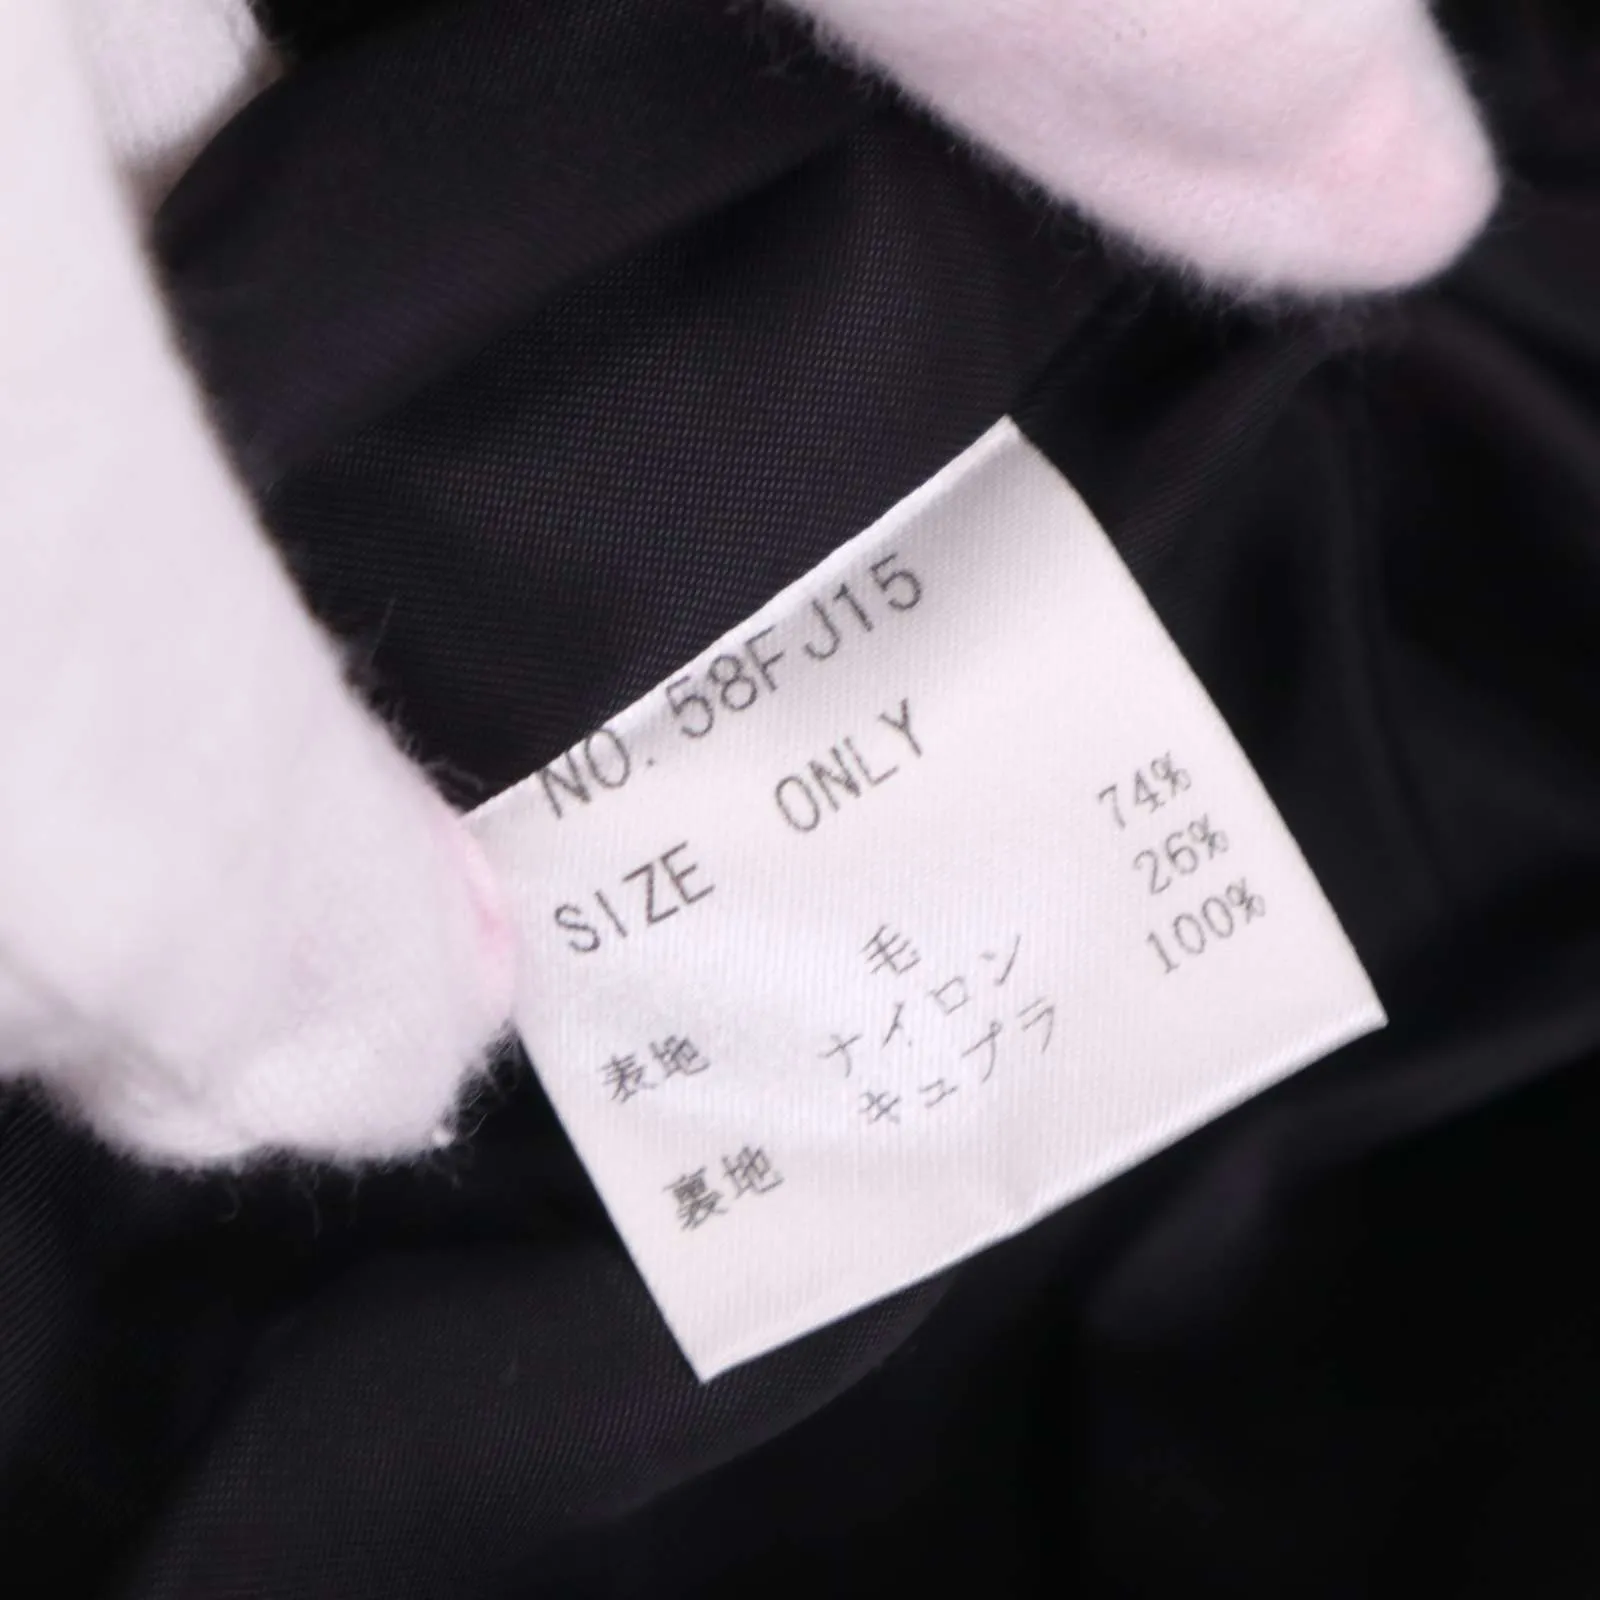 NO. 58FJ15
SIZE ONLY
表地 毛 74%
ナイロン 26%
裏地 キュプラ 100%